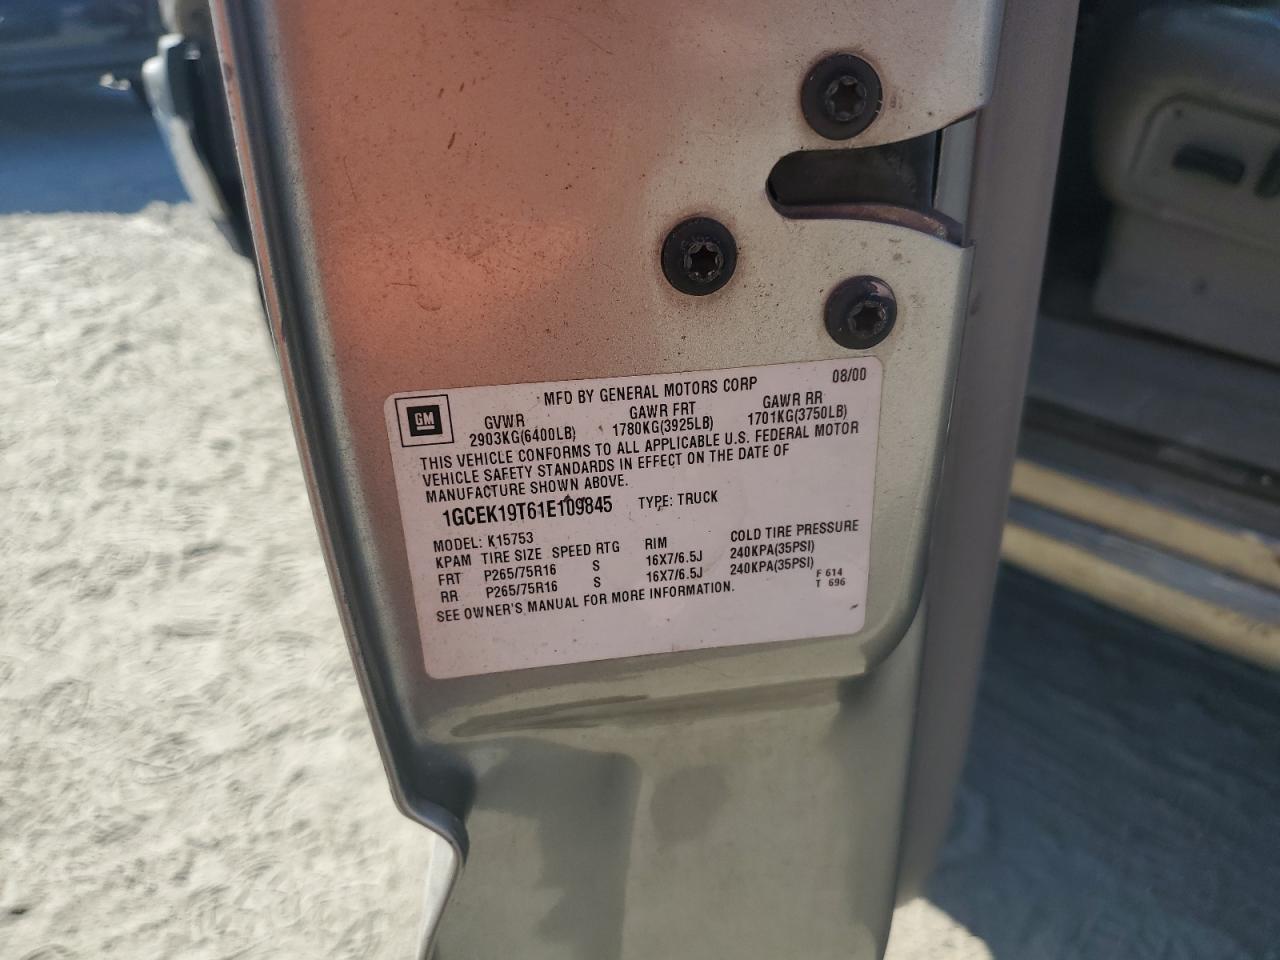 MFD BY GENERAL MOTORS CORP 08/00
GM
GVWR GAWR FRT GAWR RR
2903KG(6400LB) 1780KG(3925LB) 1701KG(3750LB)
THIS VEHICLE CONFORMS TO ALL APPLICABLE U.S. FEDERAL MOTOR
VEHICLE SAFETY STANDARDS IN EFFECT ON THE DATE OF
MANUFACTURE SHOWN ABOVE.
1GCEK19T61E109845 TYPE: TRUCK
MODEL: K15753
KPAM TIRE SIZE SPEED RTG RIM COLD TIRE PRESSURE
FRT P265/75R16 S 16X7/6.5J 240KPA(35PSI)
RR P265/75R16 S 16X7/6.5J 240KPA(35PSI)
SEE OWNER'S MANUAL FOR MORE INFORMATION.
F 614
T 696